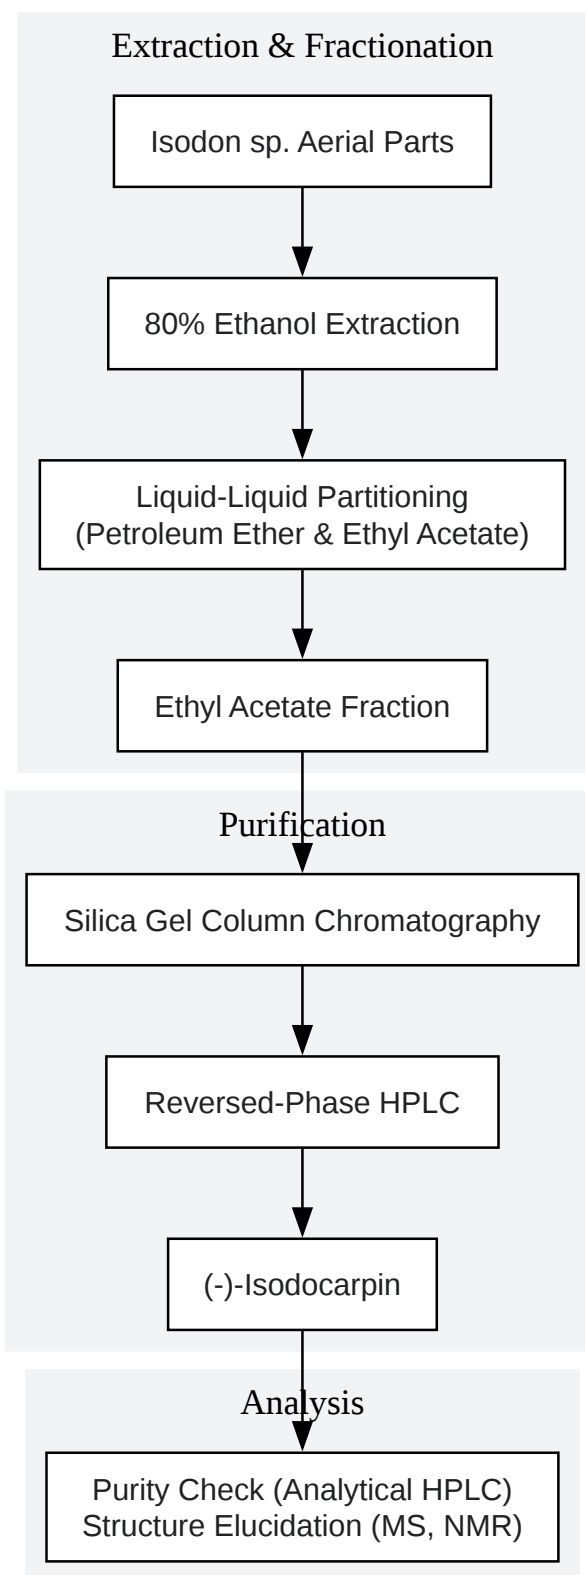 Extraction & Fractionation
Isodon sp. Aerial Parts
80% Ethanol Extraction
Liquid-Liquid Partitioning
(Petroleum Ether & Ethyl Acetate)
Ethyl Acetate Fraction
Purification
Silica Gel Column Chromatography
Reversed-Phase HPLC
(-)-Isodocarpin
Analysis
Purity Check (Analytical HPLC)
Structure Elucidation (MS, NMR)